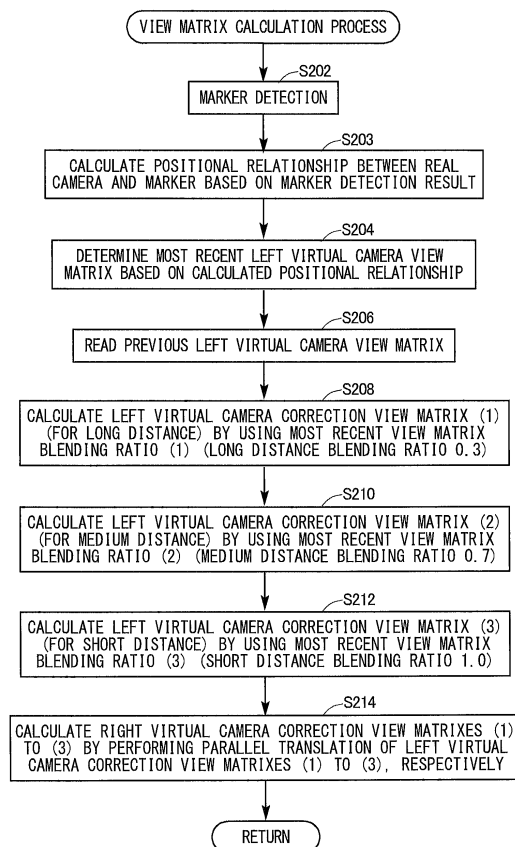 VIEW MATRIX CALCULATION PROCESS
S202
MARKER DETECTION
S203
CALCULATE POSITIONAL RELATIONSHIP BETWEEN REAL
CAMERA AND MARKER BASED ON MARKER DETECTION RESULT
S204
DETERMINE MOST RECENT LEFT VIRTUAL CAMERA VIEW
MATRIX BASED ON CALCULATED POSITIONAL RELATIONSHIP
S206
READ PREVIOUS LEFT VIRTUAL CAMERA VIEW MATRIX
S208
CALCULATE LEFT VIRTUAL CAMERA CORRECTION VIEW MATRIX (1)
(FOR LONG DISTANCE) BY USING MOST RECENT VIEW MATRIX
BLENDING RATIO (1) (LONG DISTANCE BLENDING RATIO 0.3)
S210
CALCULATE LEFT VIRTUAL CAMERA CORRECTION VIEW MATRIX (2)
(FOR MEDIUM DISTANCE) BY USING MOST RECENT VIEW MATRIX
BLENDING RATIO (2) (MEDIUM DISTANCE BLENDING RATIO 0.7)
S212
CALCULATE LEFT VIRTUAL CAMERA CORRECTION VIEW MATRIX (3)
(FOR SHORT DISTANCE) BY USING MOST RECENT VIEW MATRIX
BLENDING RATIO (3) (SHORT DISTANCE BLENDING RATIO 1.0)
S214
CALCULATE RIGHT VIRTUAL CAMERA CORRECTION VIEW MATRIXES (1)
TO (3) BY PERFORMING PARALLEL TRANSLATION OF LEFT VIRTUAL
CAMERA CORRECTION VIEW MATRIXES (1) TO (3), RESPECTIVELY
RETURN